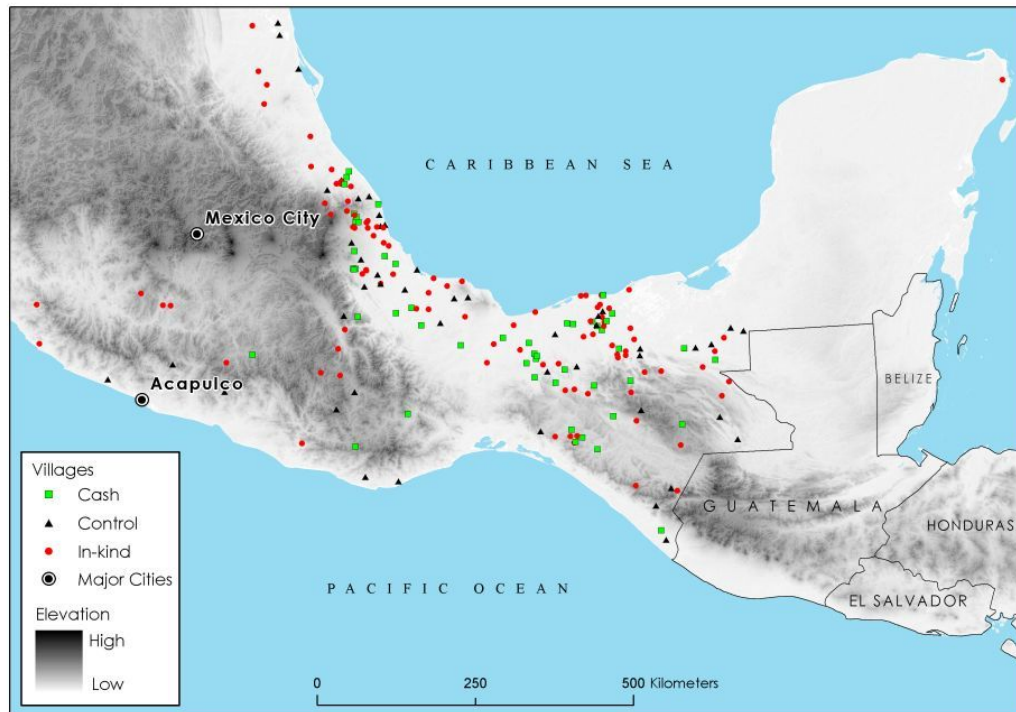 CARIBBEAN SEA
Mexico City
Acapulco
BELIZE
GUATEMALA
HONDURAS
EL SALVADOR
PACIFIC OCEAN
Villages
Cash
Control
In-kind
Major Cities
Elevation
High
Low
0 250 500 Kilometers